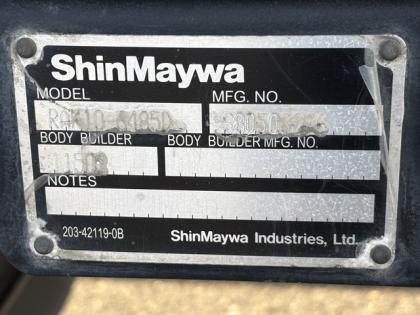 ShinMaywa
MODEL MFG. NO.
BODY BUILDER BODY BUILDER MFG. NO.
NOTES
203-42119-0B ShinMaywa Industries, Ltd.